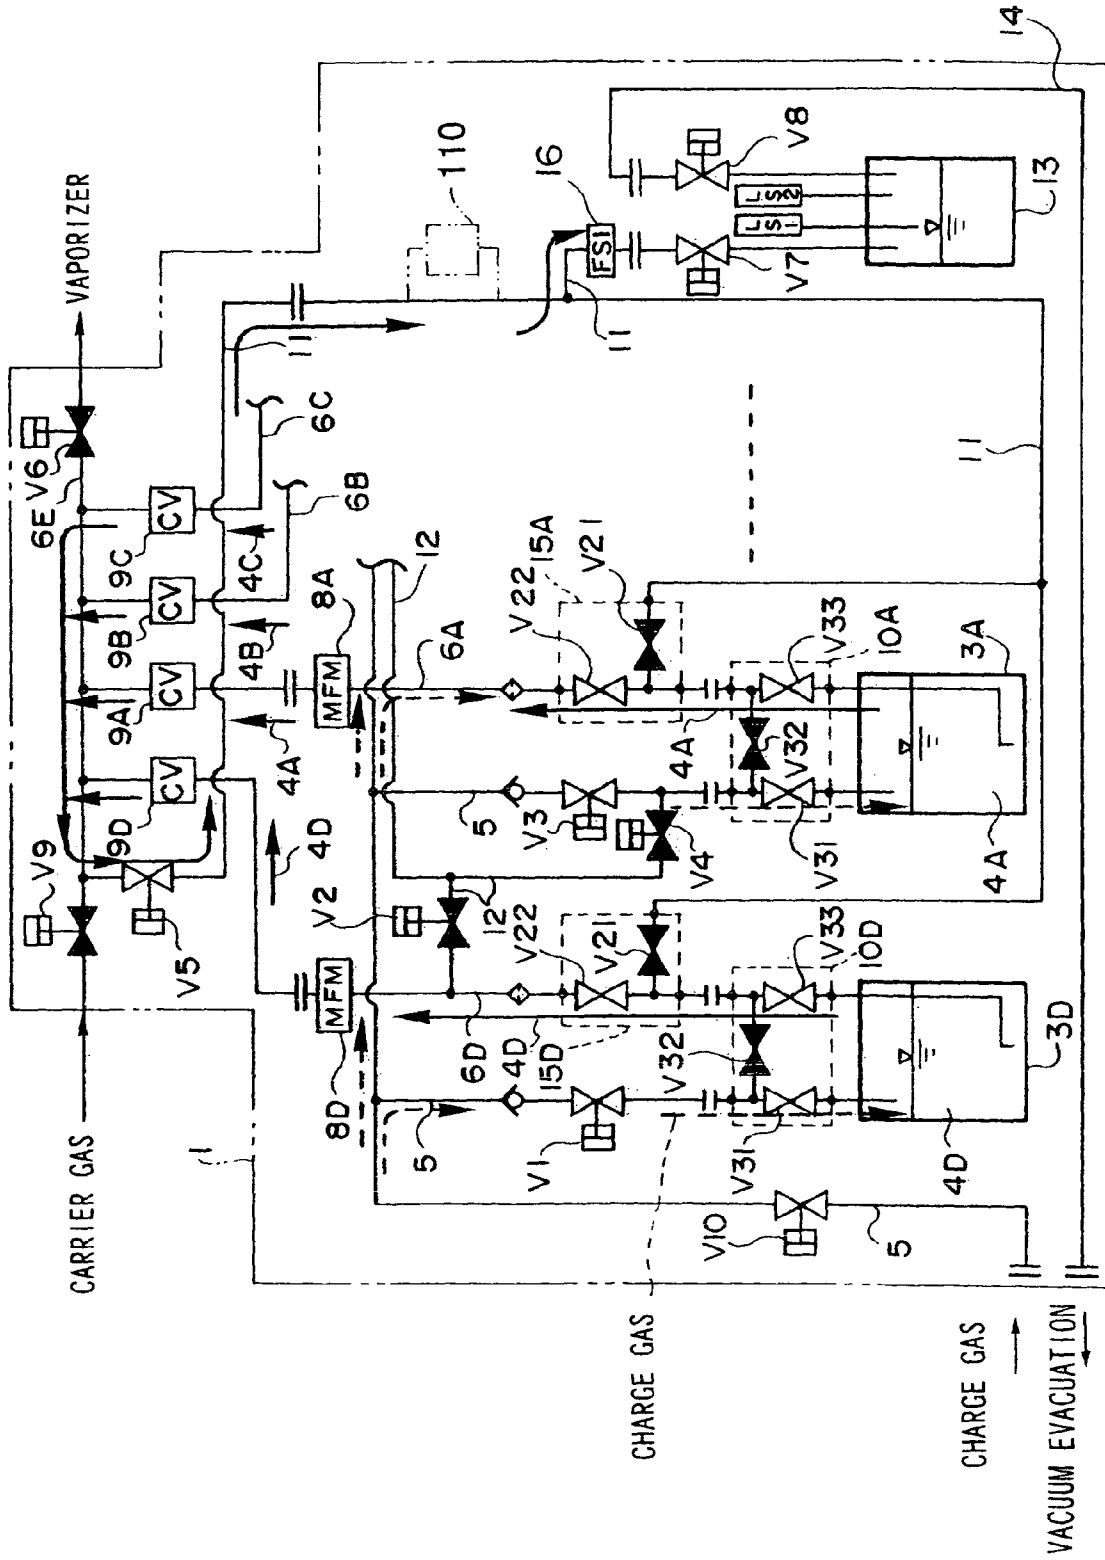 CARRIER GAS
VAPORIZER
V9
V5
V6
6E
9D
9A
9B
9C
CV
CV
CV
CV
4D
4A
4B
4C
6B
6C
11
110
16
FS1
11
V7
V8
LS1
LS2
13
14
1
8D
MFM
V2
12
8A
MFM
12
6A
5
6D
4D
15D
V22
V21
V1
V32
V31
V33
10D
3D
4D
5
V3
V4
4A
V22
15A
V21
V32
V31
V33
10A
3A
4A
11
V10
5
CHARGE GAS
CHARGE GAS
VACUUM EVACUATION